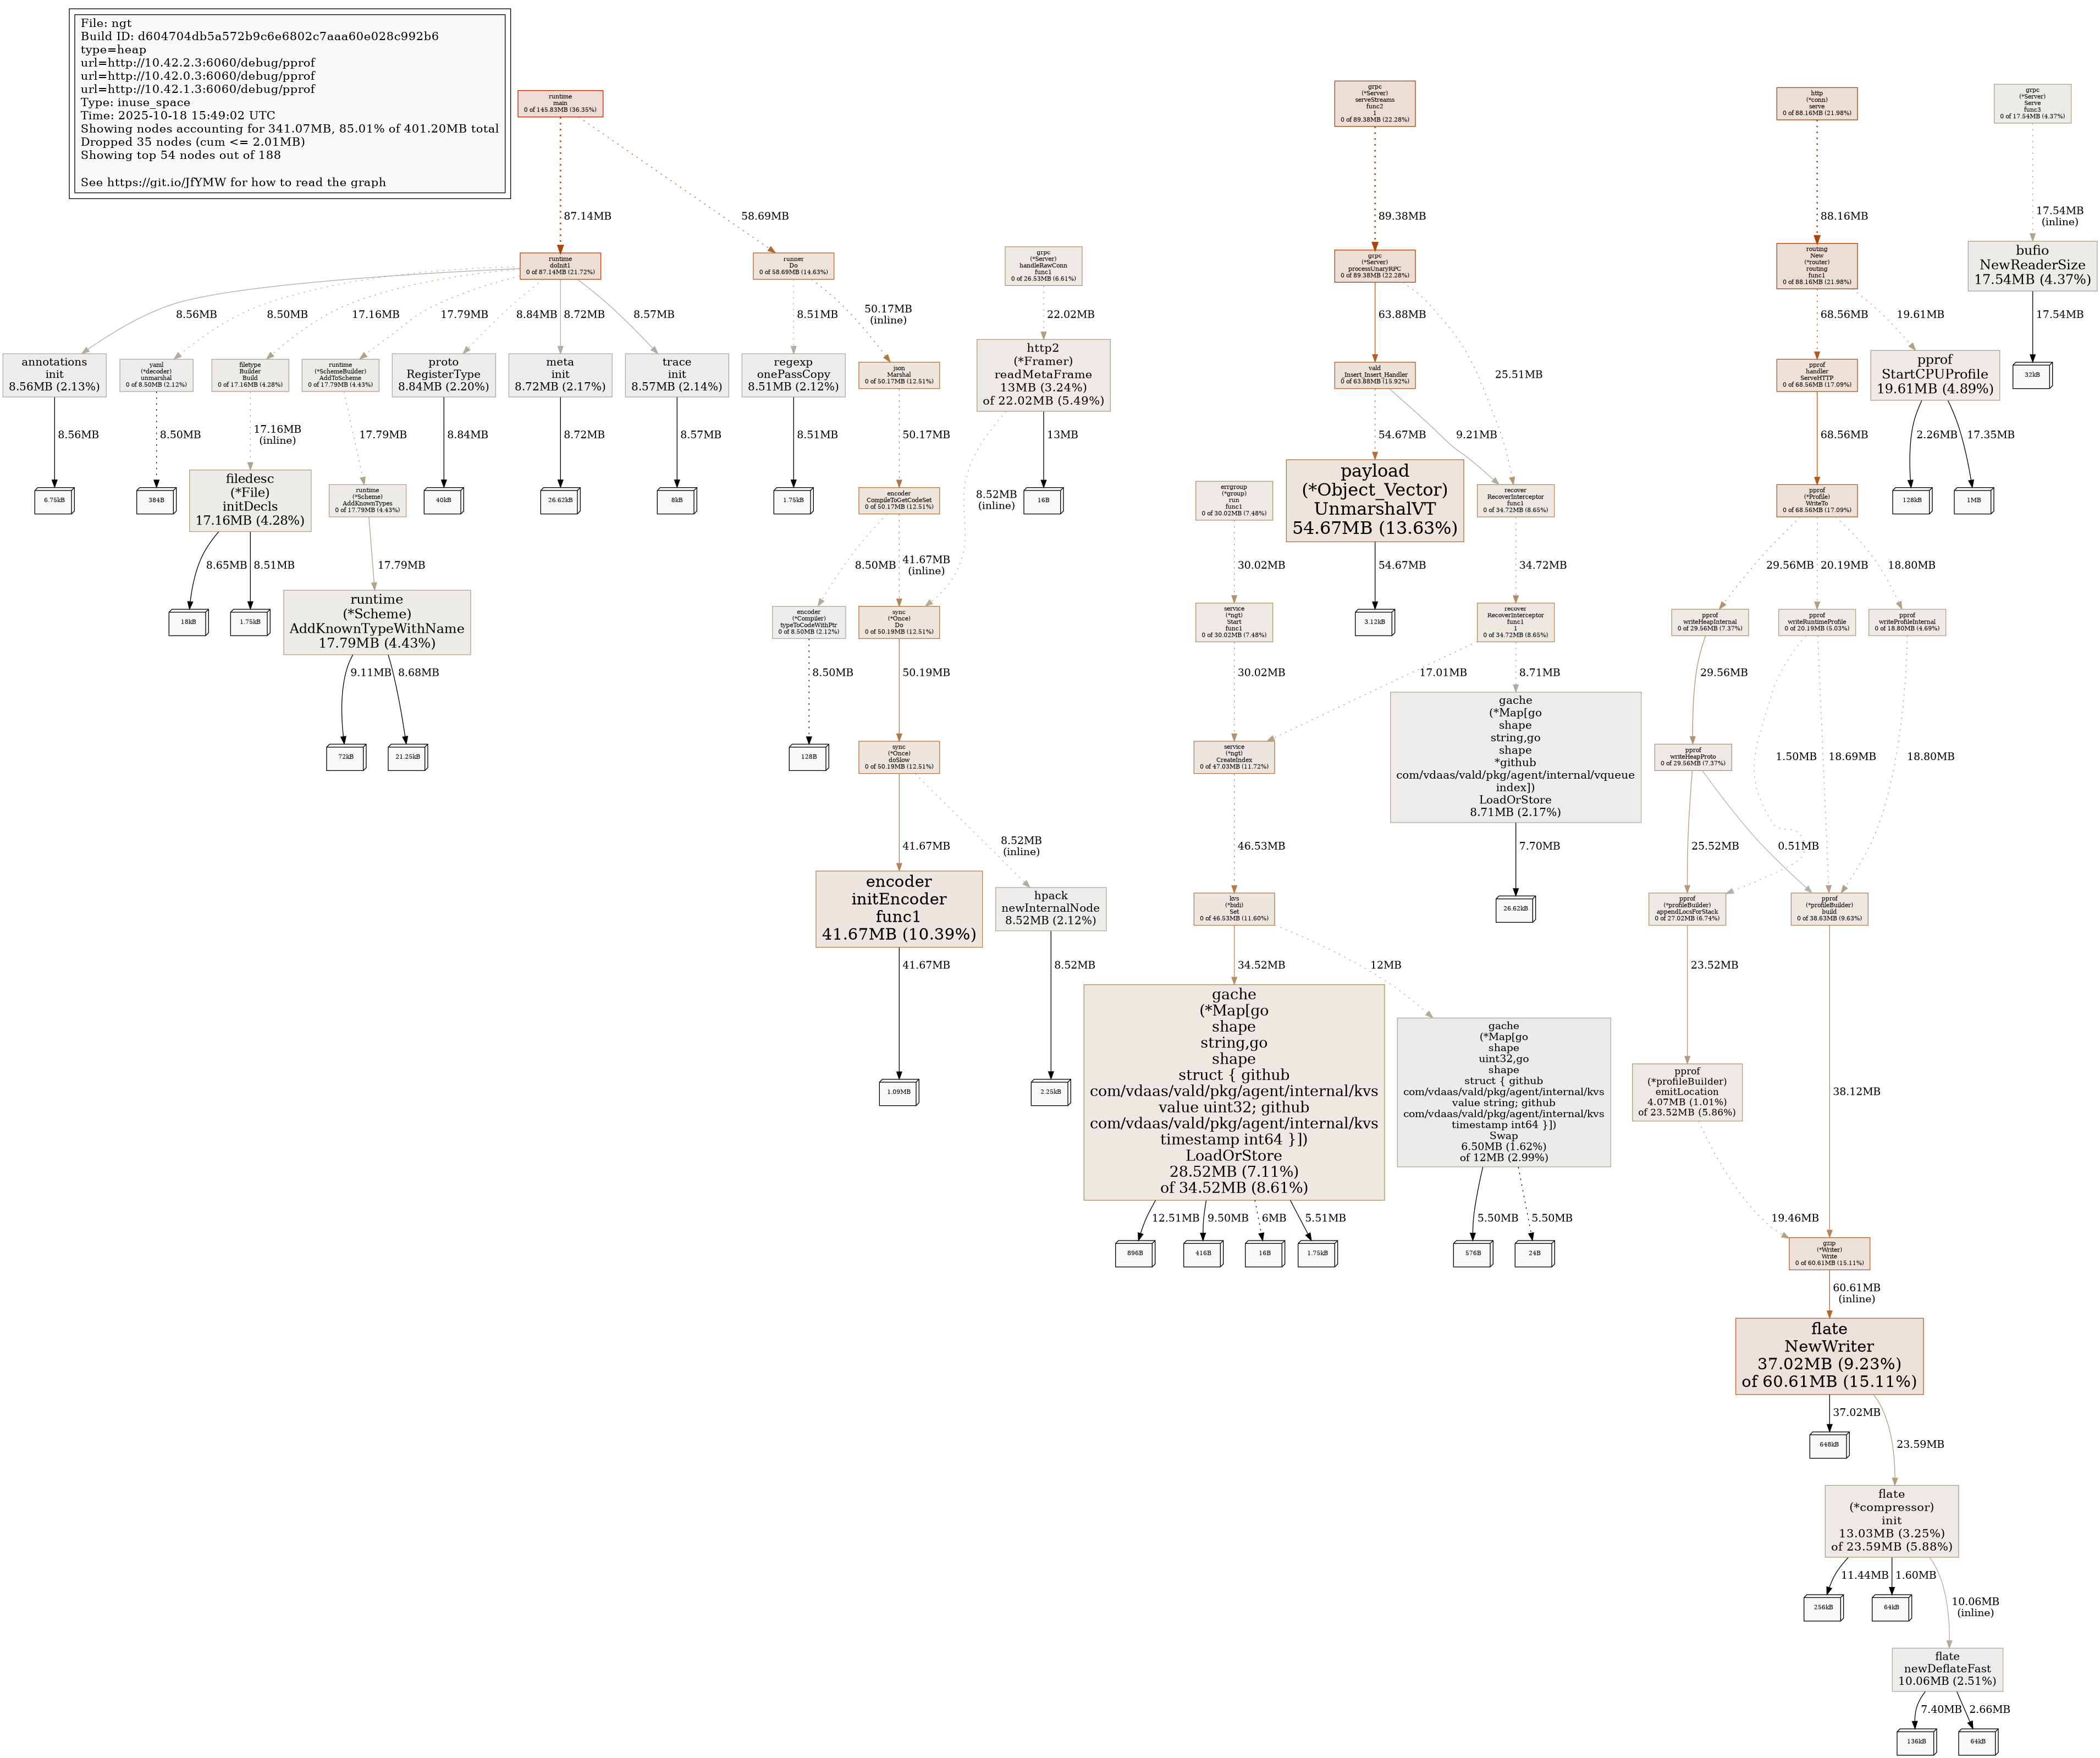 File: ngt
Build ID: d604704db5a572b9c6e6802c7aaa60e028c992b6
type=heap
url=http://10.42.2.3:6060/debug/pprof
url=http://10.42.0.3:6060/debug/pprof
url=http://10.42.1.3:6060/debug/pprof
Type: inuse_space
Time: 2025-10-18 15:49:02 UTC
Showing nodes accounting for 341.07MB, 85.01% of 401.20MB total
Dropped 35 nodes (cum <= 2.01MB)
Showing top 54 nodes out of 188
See https://git.io/JfYMW for how to read the graph
runtime
main
0 of 145.83MB (36.35%)
grpc
(*Server)
serveStreams
func2
1
0 of 89.38MB (22.28%)
http
(*conn)
serve
0 of 88.16MB (21.98%)
grpc
(*Server)
Serve
func3
0 of 17.54MB (4.37%)
87.14MB
58.69MB
89.38MB
88.16MB
17.54MB
(inline)
runtime
doInit1
0 of 87.14MB (21.72%)
runner
Do
0 of 58.69MB (14.63%)
grpc
(*Server)
handleRawConn
func1
0 of 26.53MB (6.61%)
grpc
(*Server)
processUnaryRPC
0 of 89.38MB (22.28%)
routing
New
(*router)
routing
func1
0 of 88.16MB (21.98%)
bufio
NewReaderSize
17.54MB (4.37%)
8.56MB
8.50MB
17.16MB
17.79MB
8.84MB
8.72MB
8.57MB
8.51MB
50.17MB
(inline)
22.02MB
63.88MB
25.51MB
68.56MB
19.61MB
17.54MB
annotations
init
8.56MB (2.13%)
yaml
(*decoder)
unmarshal
0 of 8.50MB (2.12%)
filetype
Builder
Build
0 of 17.16MB (4.28%)
runtime
(*SchemeBuilder)
AddToScheme
0 of 17.79MB (4.43%)
proto
RegisterType
8.84MB (2.20%)
meta
init
8.72MB (2.17%)
trace
init
8.57MB (2.14%)
regexp
onePassCopy
8.51MB (2.12%)
json
Marshal
0 of 50.17MB (12.51%)
http2
(*Framer)
readMetaFrame
13MB (3.24%)
of 22.02MB (5.49%)
vald
_Insert_Insert_Handler
0 of 63.88MB (15.92%)
pprof
handler
ServeHTTP
0 of 68.56MB (17.09%)
pprof
StartCPUProfile
19.61MB (4.89%)
32kB
8.56MB
8.50MB
17.16MB
(inline)
17.79MB
8.84MB
8.72MB
8.57MB
8.51MB
50.17MB
8.52MB
(inline)
13MB
54.67MB
9.21MB
68.56MB
2.26MB
17.35MB
6.75kB
384B
filedesc
(*File)
initDecls
17.16MB (4.28%)
runtime
(*Scheme)
AddKnownTypes
0 of 17.79MB (4.43%)
40kB
26.62kB
8kB
1.75kB
encoder
CompileToGetCodeSet
0 of 50.17MB (12.51%)
16B
errgroup
(*group)
run
func1
0 of 30.02MB (7.48%)
payload
(*Object_Vector)
UnmarshalVT
54.67MB (13.63%)
recover
RecoverInterceptor
func1
0 of 34.72MB (8.65%)
pprof
(*Profile)
WriteTo
0 of 68.56MB (17.09%)
128kB
1MB
8.65MB
8.51MB
17.79MB
8.50MB
41.67MB
(inline)
30.02MB
54.67MB
34.72MB
29.56MB
20.19MB
18.80MB
18kB
1.75kB
runtime
(*Scheme)
AddKnownTypeWithName
17.79MB (4.43%)
encoder
(*Compiler)
typeToCodeWithPtr
0 of 8.50MB (2.12%)
sync
(*Once)
Do
0 of 50.19MB (12.51%)
service
(*ngt)
Start
func1
0 of 30.02MB (7.48%)
3.12kB
recover
RecoverInterceptor
func1
1
0 of 34.72MB (8.65%)
pprof
writeHeapInternal
0 of 29.56MB (7.37%)
pprof
writeRuntimeProfile
0 of 20.19MB (5.03%)
pprof
writeProfileInternal
0 of 18.80MB (4.69%)
9.11MB
8.68MB
8.50MB
50.19MB
30.02MB
17.01MB
8.71MB
29.56MB
72kB
21.25kB
128B
sync
(*Once)
doSlow
0 of 50.19MB (12.51%)
service
(*ngt)
CreateIndex
0 of 47.03MB (11.72%)
gache
(*Map[go
shape
string,go
shape
*github
com/vdaas/vald/pkg/agent/internal/vqueue
index])
LoadOrStore
8.71MB (2.17%)
pprof
writeHeapProto
0 of 29.56MB (7.37%)
1.50MB
18.69MB
18.80MB
41.67MB
8.52MB
(inline)
46.53MB
7.70MB
25.52MB
0.51MB
encoder
initEncoder
func1
41.67MB (10.39%)
hpack
newInternalNode
8.52MB (2.12%)
kvs
(*bidi)
Set
0 of 46.53MB (11.60%)
26.62kB
pprof
(*profileBuilder)
appendLocsForStack
0 of 27.02MB (6.74%)
pprof
(*profileBuilder)
build
0 of 38.63MB (9.63%)
41.67MB
8.52MB
34.52MB
12MB
23.52MB
38.12MB
1.09MB
2.25kB
gache
(*Map[go
shape
string,go
shape
struct { github
com/vdaas/vald/pkg/agent/internal/kvs
value uint32; github
com/vdaas/vald/pkg/agent/internal/kvs
timestamp int64 }])
LoadOrStore
28.52MB (7.11%)
of 34.52MB (8.61%)
gache
(*Map[go
shape
uint32,go
shape
struct { github
com/vdaas/vald/pkg/agent/internal/kvs
value string; github
com/vdaas/vald/pkg/agent/internal/kvs
timestamp int64 }])
Swap
6.50MB (1.62%)
of 12MB (2.99%)
pprof
(*profileBuilder)
emitLocation
4.07MB (1.01%)
of 23.52MB (5.86%)
12.51MB
9.50MB
6MB
5.51MB
5.50MB
5.50MB
19.46MB
896B
416B
16B
1.75kB
576B
24B
gzip
(*Writer)
Write
0 of 60.61MB (15.11%)
60.61MB
(inline)
flate
NewWriter
37.02MB (9.23%)
of 60.61MB (15.11%)
37.02MB
23.59MB
648kB
flate
(*compressor)
init
13.03MB (3.25%)
of 23.59MB (5.88%)
11.44MB
1.60MB
10.06MB
(inline)
256kB
64kB
flate
newDeflateFast
10.06MB (2.51%)
7.40MB
2.66MB
136kB
64kB